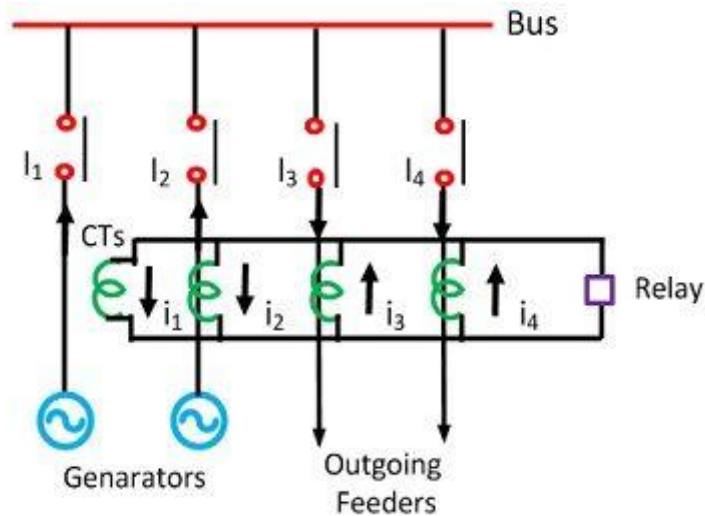 Bus
I₁ I₂ I₃ I₄
CTs
i₁ i₂ i₃ i₄
Relay
Genarators
Outgoing
Feeders